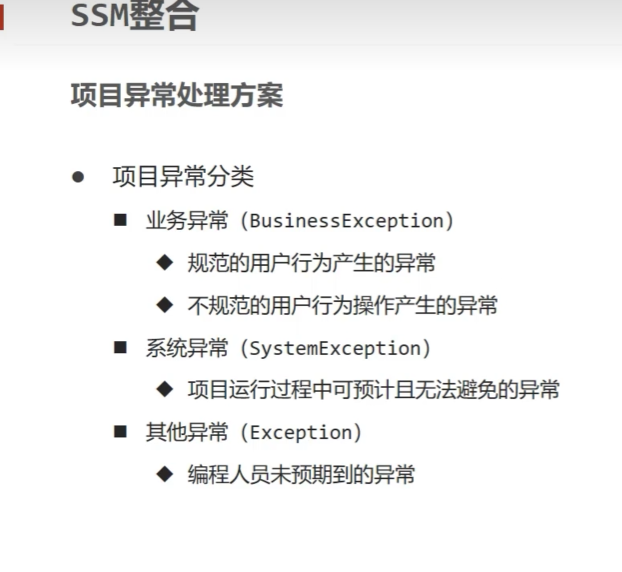 SSM整合
项目异常处理方案
项目异常分类
业务异常（BusinessException）
规范的用户行为产生的异常
不规范的用户行为操作产生的异常
系统异常（SystemException）
项目运行过程中可预计且无法避免的异常
其他异常（Exception）
编程人员未预期到的异常